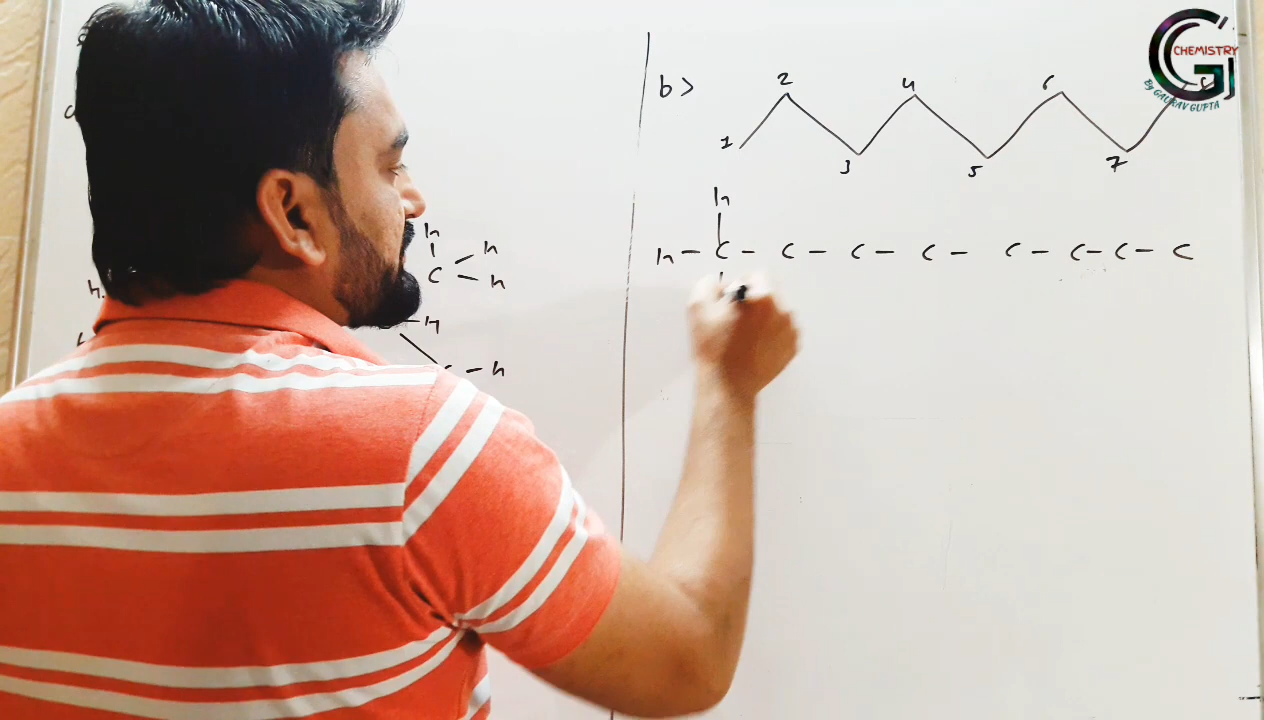 CHEMISTRY
G
By GAURAV GUPTA
b>
2 4 6
1 3 5 7
h
h - C - C - C - C - C - C - C - C
h
C - h
h
- h
- h
h